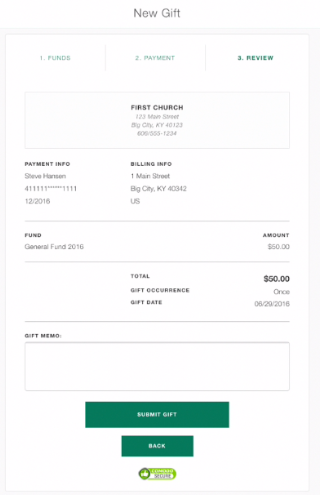 New Gift
1. FUNDS 2. PAYMENT 3. REVIEW
FIRST CHURCH
123 Main Street
Big City, KY 40123
606/555-1234
PAYMENT INFO BILLING INFO
Steve Hansen 1 Main Street
411111******1111 Big City, KY 40342
12/2016 US
FUND AMOUNT
General Fund 2016 $50.00
TOTAL $50.00
GIFT OCCURRENCE Once
GIFT DATE 06/29/2016
GIFT MEMO:
SUBMIT GIFT
BACK
SECURE